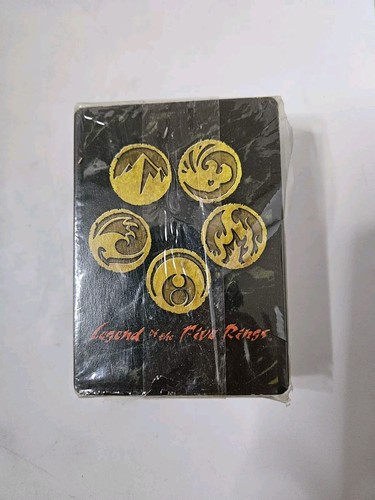 Legend of the Five Rings